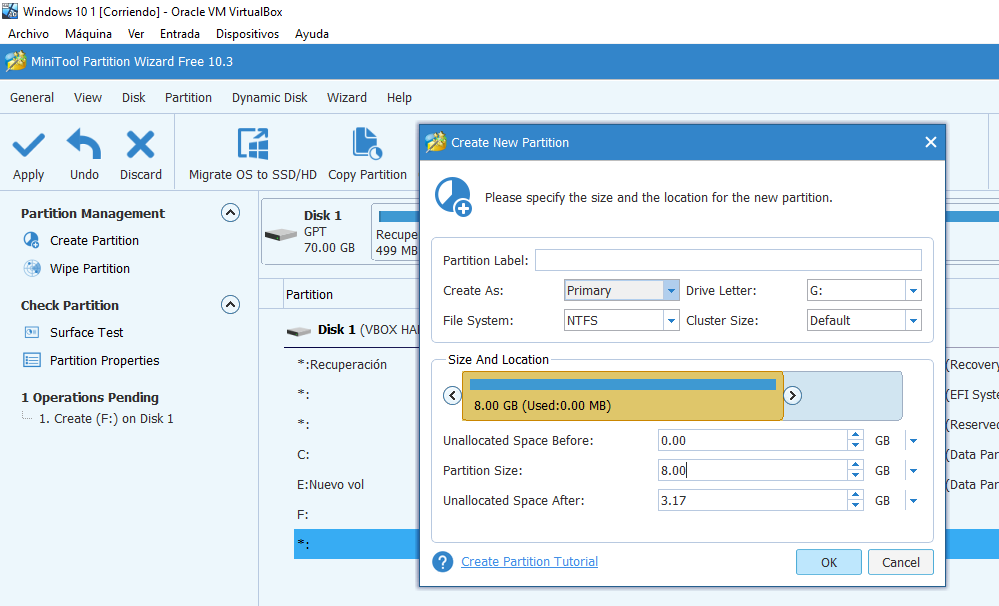 Windows 10 1 [Corriendo] - Oracle VM VirtualBox
Archivo Máquina Ver Entrada Dispositivos Ayuda
MiniTool Partition Wizard Free 10.3
General View Disk Partition Dynamic Disk Wizard Help
Apply Undo Discard Migrate OS to SSD/HD Copy Partition
Partition Management
Create Partition
Wipe Partition
Check Partition
Surface Test
Partition Properties
1 Operations Pending
1. Create (F:) on Disk 1
Disk 1
GPT
70.00 GB
Recupe
499 MB
Partition
Disk 1 (VBOX HA
*:Recuperación
*:
*:
C:
E:Nuevo vol
F:
*:
(Recovery
(EFI Syste
(Reserved
(Data Par
(Data Par
Create New Partition
Please specify the size and the location for the new partition.
Partition Label:
Create As: Primary Drive Letter: G:
File System: NTFS Cluster Size: Default
Size And Location
8.00 GB (Used:0.00 MB)
Unallocated Space Before: 0.00 GB
Partition Size: 8.00 GB
Unallocated Space After: 3.17 GB
? Create Partition Tutorial OK Cancel